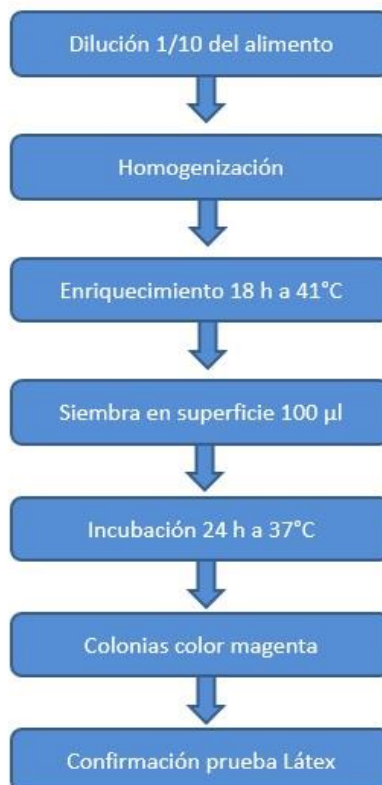 Dilución 1/10 del alimento
Homogenización
Enriquecimiento 18 h a 41°C
Siembra en superficie 100 µl
Incubación 24 h a 37°C
Colonias color magenta
Confirmación prueba Látex